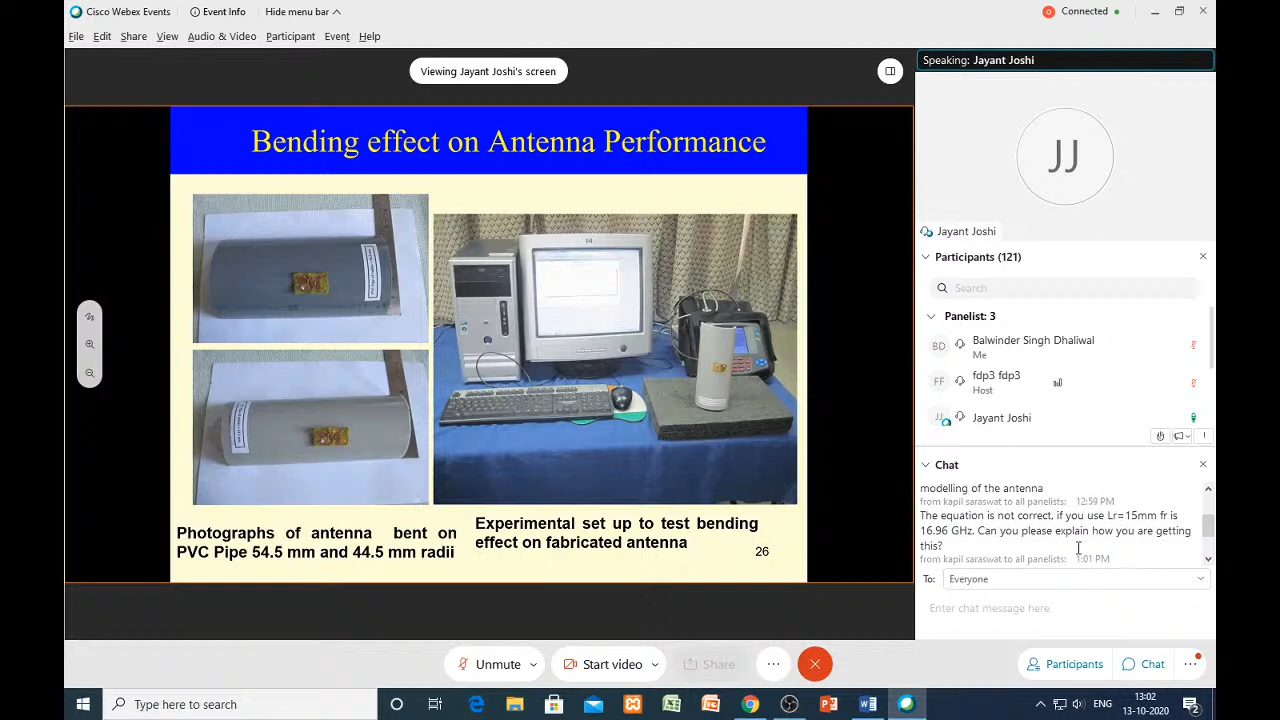 Cisco Webex Events
Event Info
Hide menu bar
Connected
File Edit Share View Audio & Video Participant Event Help
Viewing Jayant Joshi's screen
Speaking: Jayant Joshi
JJ
Jayant Joshi
Bending effect on Antenna Performance
Photographs of antenna bent on
PVC Pipe 54.5 mm and 44.5 mm radii
Experimental set up to test bending
effect on fabricated antenna
26
Participants (121)
Search
Panelist: 3
BD
Balwinder Singh Dhaliwal
Me
FF
fdp3 fdp3
Host
JJ
Jayant Joshi
Chat
modelling of the antenna
from kapil saraswat to all panelists: 12:59 PM
The equation is not correct, if you use Lr=15mm fr is
16.96 GHz. Can you please explain how you are getting
this?
from kapil saraswat to all panelists: 1:01 PM
To: Everyone
Enter chat message here
Unmute
Start video
Share
Participants
Chat
Type here to search
ENG
13:02
13-10-2020
2